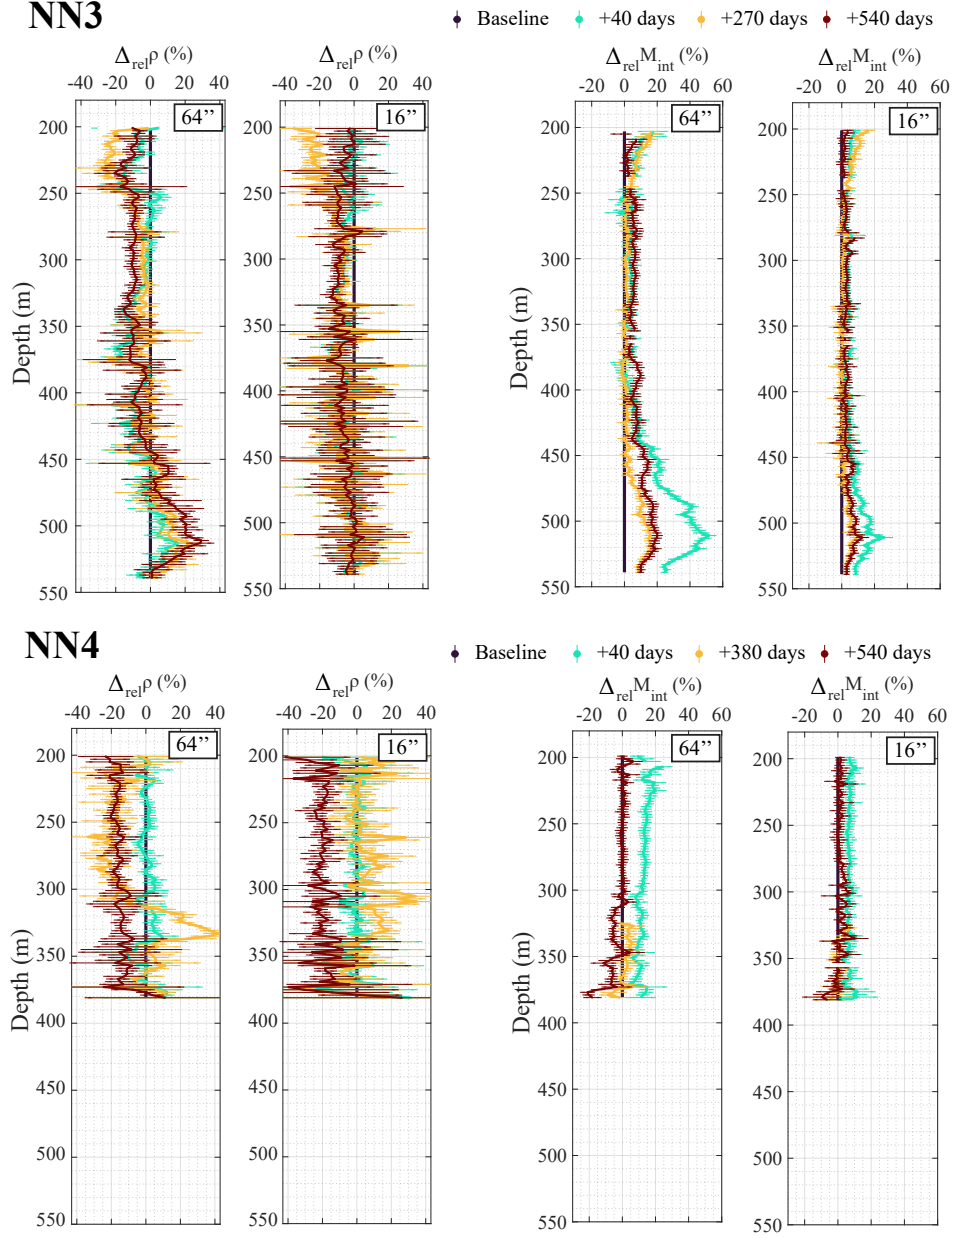 NN3
Baseline +40 days +270 days +540 days
Δrelρ (%) Δrelρ (%) ΔrelMint (%) ΔrelMint (%)
-40 -20 0 20 40 -40 -20 0 20 40 -20 0 20 40 60 -20 0 20 40 60
64” 16” 64” 16”
200 200 200 200
250 250 250 250
300 300 300 300
350 350 350 350
400 400 400 400
450 450 450 450
500 500 500 500
550 550 550 550
Depth (m) Depth (m)
NN4
Baseline +40 days +380 days +540 days
Δrelρ (%) Δrelρ (%) ΔrelMint (%) ΔrelMint (%)
-40 -20 0 20 40 -40 -20 0 20 40 -20 0 20 40 60 -20 0 20 40 60
64” 16” 64” 16”
200 200 200 200
250 250 250 250
300 300 300 300
350 350 350 350
400 400 400 400
450 450 450 450
500 500 500 500
550 550 550 550
Depth (m) Depth (m)